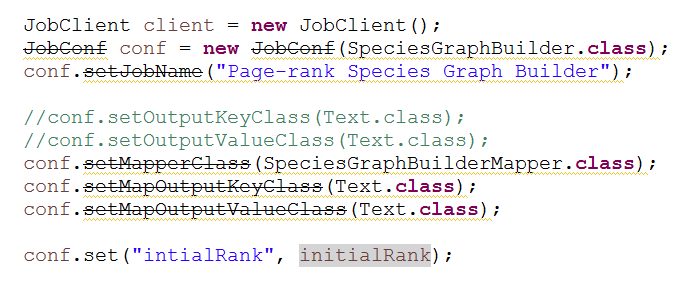 JobClient client = new JobClient();
JobConf conf = new JobConf(SpeciesGraphBuilder.class);
conf.setJobName("Page-rank Species Graph Builder");
//conf.setOutputKeyClass(Text.class);
//conf.setOutputValueClass(Text.class);
conf.setMapperClass(SpeciesGraphBuilderMapper.class);
conf.setMapOutputKeyClass(Text.class);
conf.setMapOutputValueClass(Text.class);
conf.set("intialRank", initialRank);